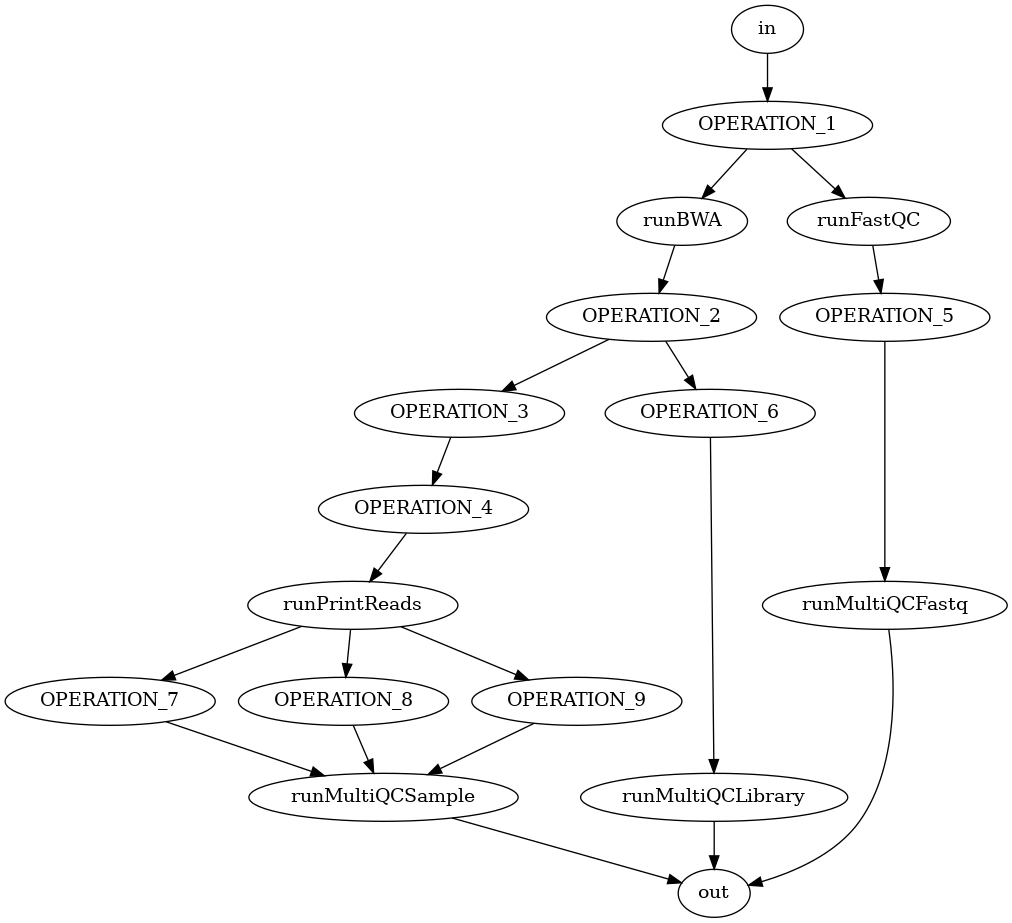 in
OPERATION_1
runBWA
runFastQC
OPERATION_2
OPERATION_5
OPERATION_3
OPERATION_6
OPERATION_4
runPrintReads
runMultiQCFastq
OPERATION_7
OPERATION_8
OPERATION_9
runMultiQCSample
runMultiQCLibrary
out